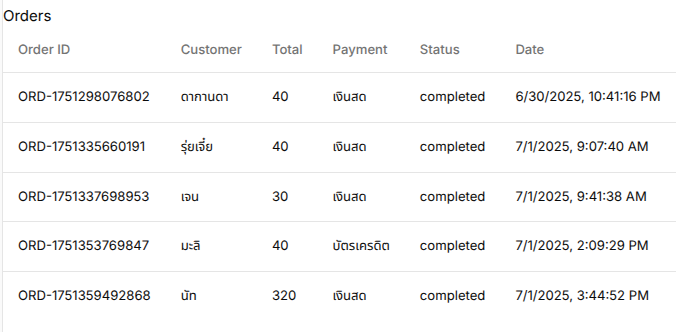 Orders
Order ID Customer Total Payment Status Date
ORD-1751298076802 ดากานดา 40 เงินสด completed 6/30/2025, 10:41:16 PM
ORD-1751335660191 รุ่ยเจี๋ย 40 เงินสด completed 7/1/2025, 9:07:40 AM
ORD-1751337698953 เจน 30 เงินสด completed 7/1/2025, 9:41:38 AM
ORD-1751353769847 มะลิ 40 บัตรเครดิต completed 7/1/2025, 2:09:29 PM
ORD-1751359492868 นัท 320 เงินสด completed 7/1/2025, 3:44:52 PM